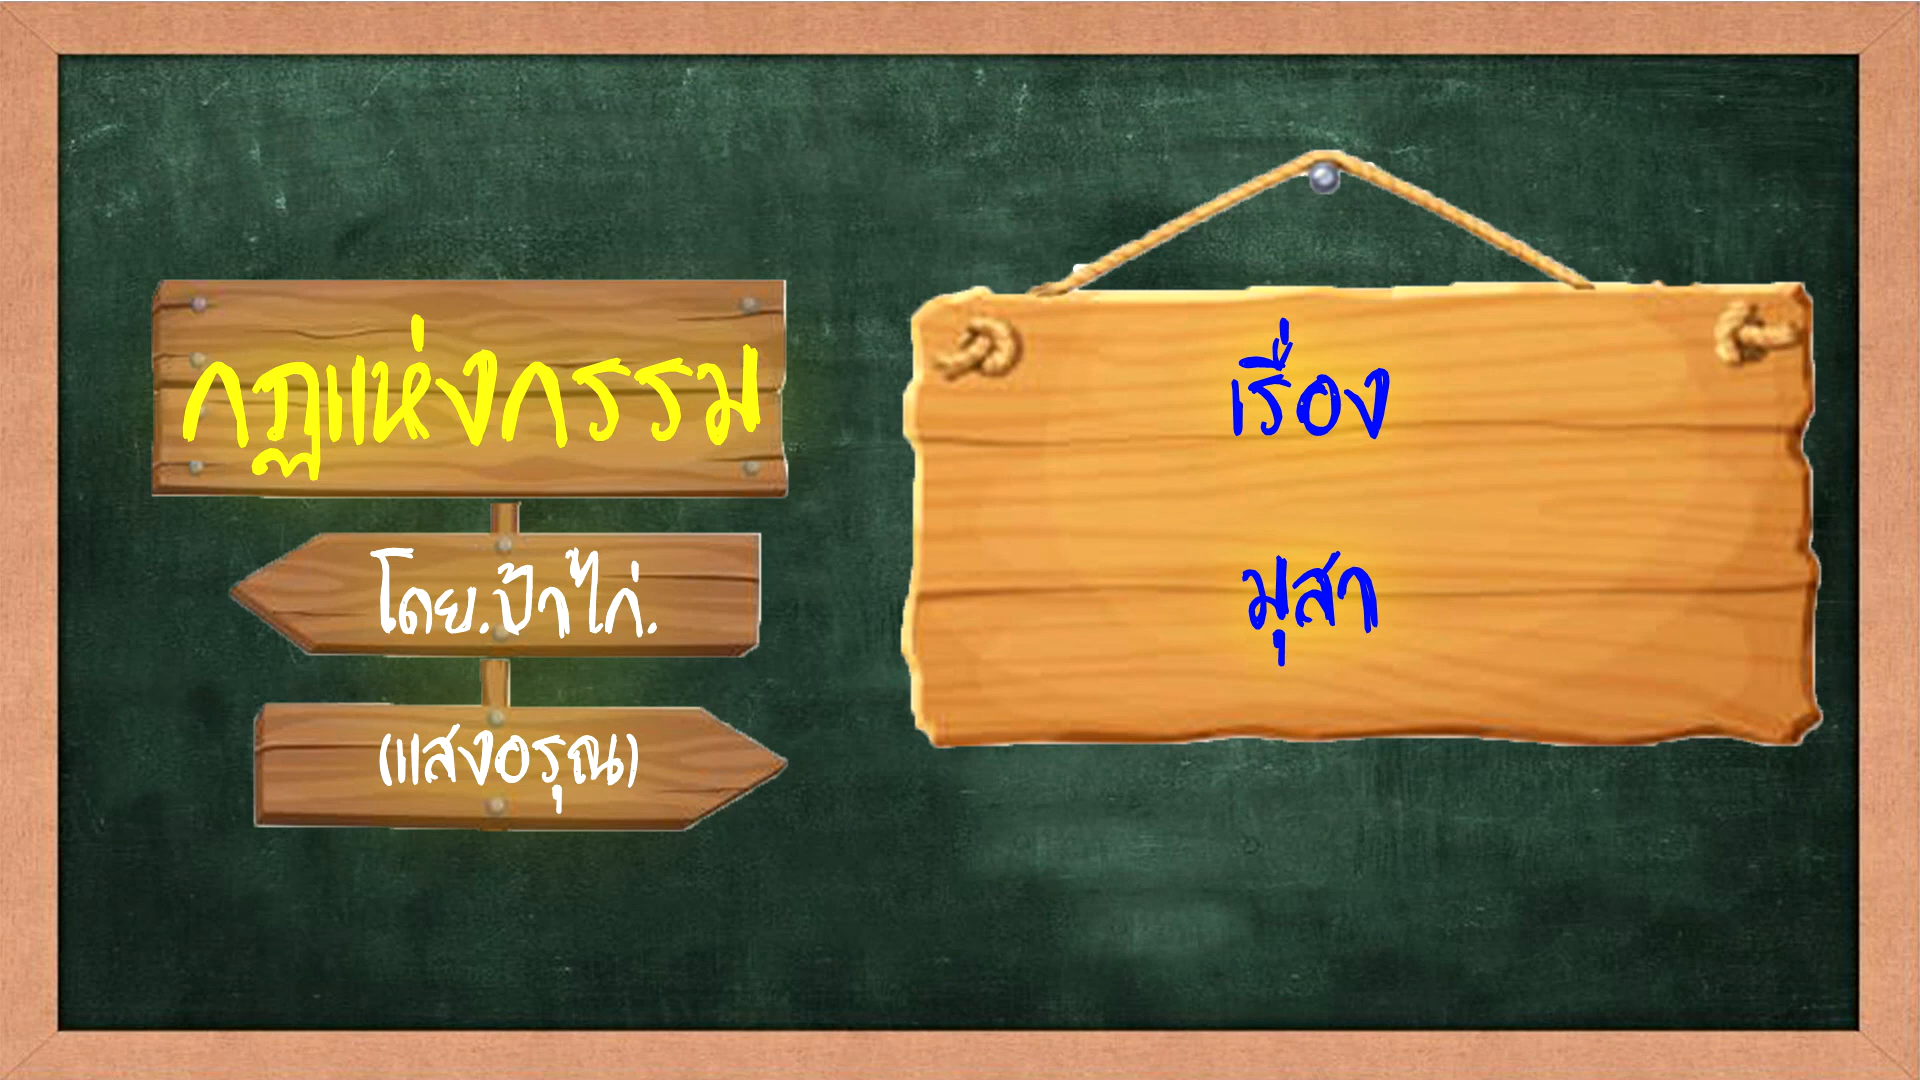 กฏแห่งกรรม
โดย.ป้าไก่.
(แสงอรุณ)
เรื่อง
มุสา